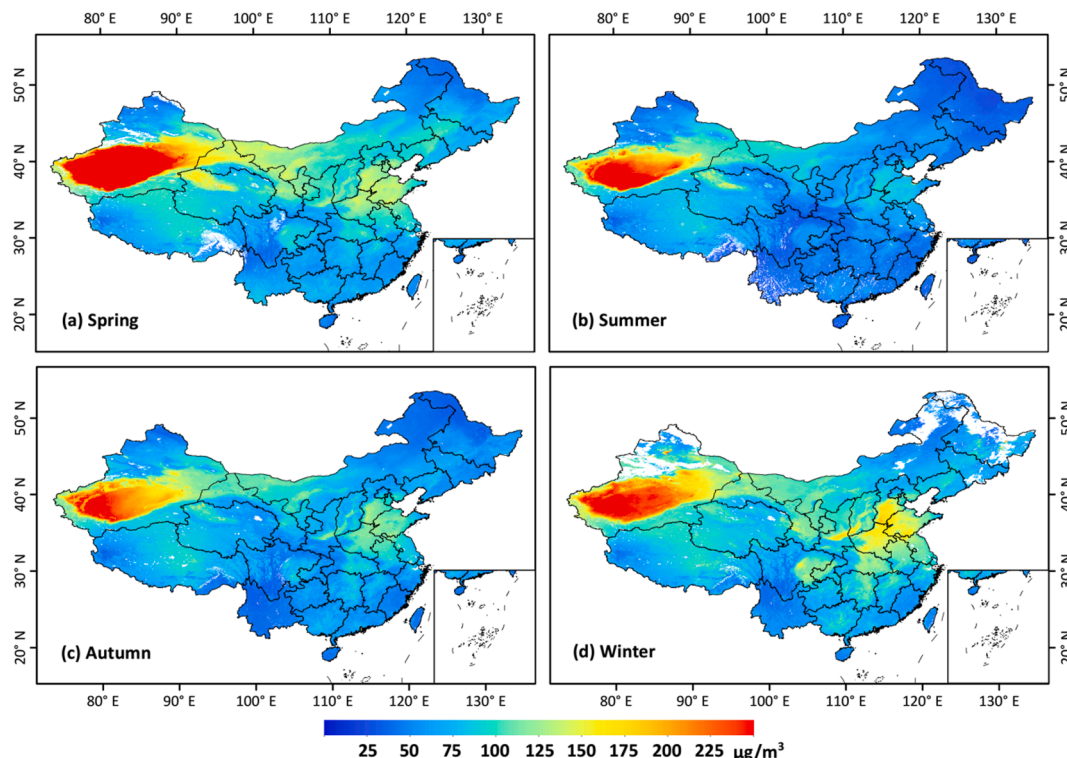 80° E 90° E 100° E 110° E 120° E 130° E 80° E 90° E 100° E 110° E 120° E 130° E
50° N
40° N
30° N
20° N
50° N
40° N
30° N
20° N
(a) Spring
(b) Summer
50° N
40° N
30° N
20° N
50° N
40° N
30° N
20° N
(c) Autumn
(d) Winter
80° E 90° E 100° E 110° E 120° E 130° E 80° E 90° E 100° E 110° E 120° E 130° E
25 50 75 100 125 150 175 200 225 µg/m³